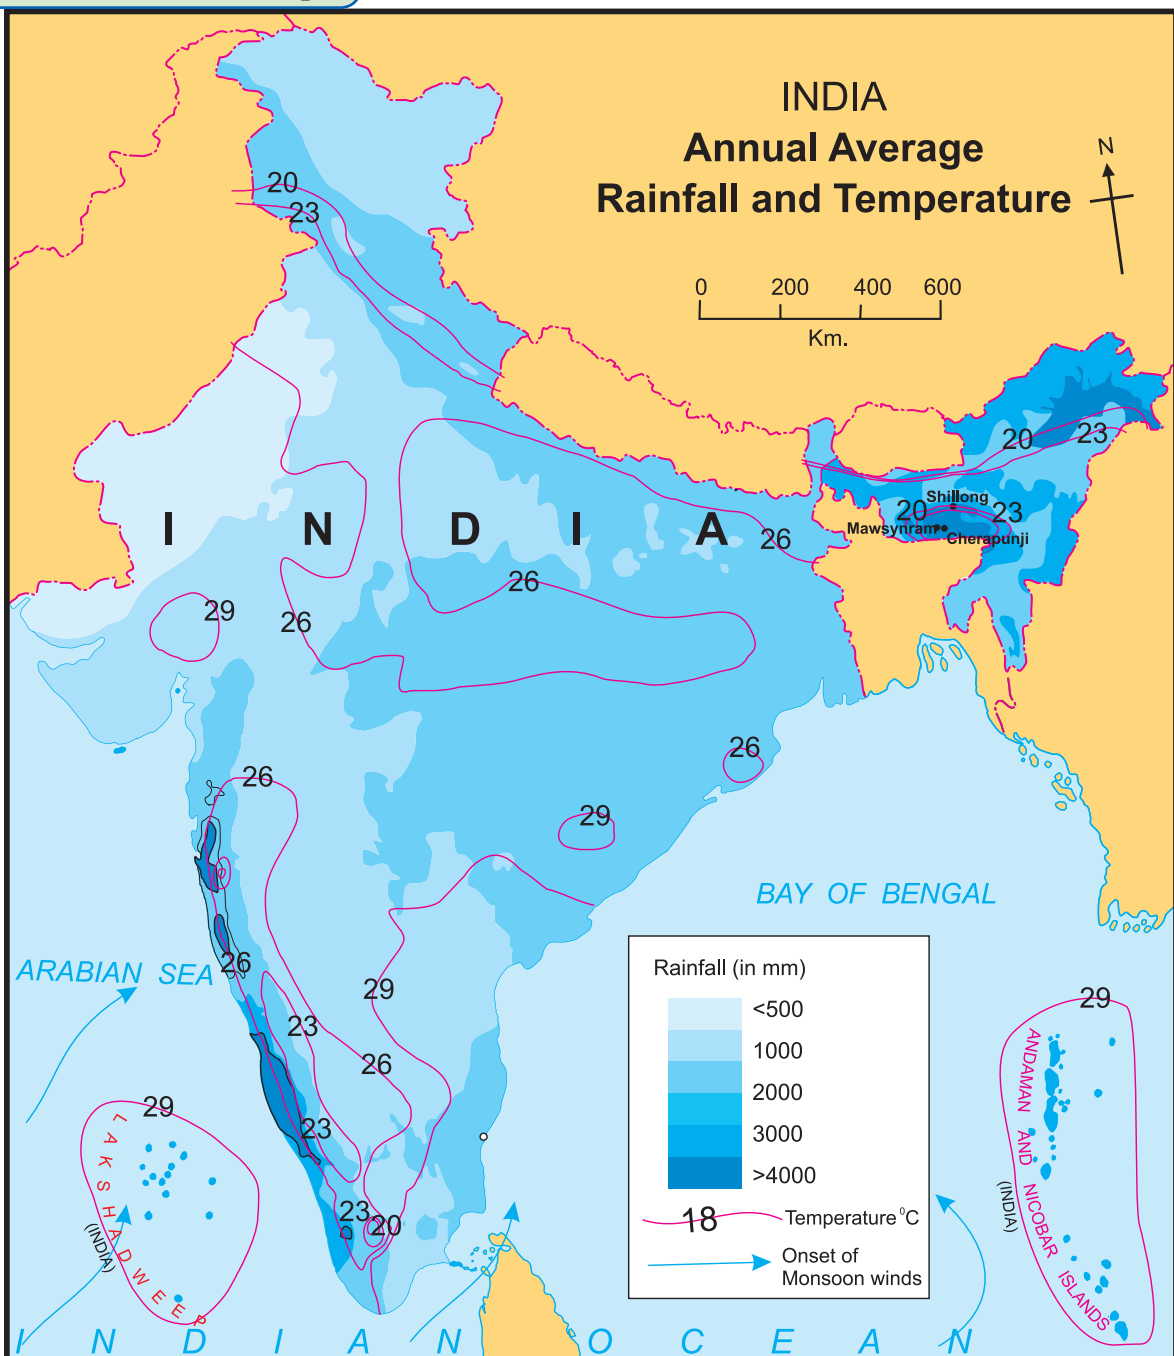 INDIA
Annual Average
Rainfall and Temperature
N
0 200 400 600
Km.
20
23
20
23
Shillong
20
23
Mawsynram
Cherapunji
I N D I A
26
26
29
26
26
26
29
BAY OF BENGAL
ARABIAN SEA
26
29
23
26
29
23
23
20
LAKSHADWEEP
(INDIA)
29
ANDAMAN AND NICOBAR ISLANDS
(INDIA)
Rainfall (in mm)
<500
1000
2000
3000
>4000
18
Temperature ⁰C
Onset of
Monsoon winds
INDIAN OCEAN